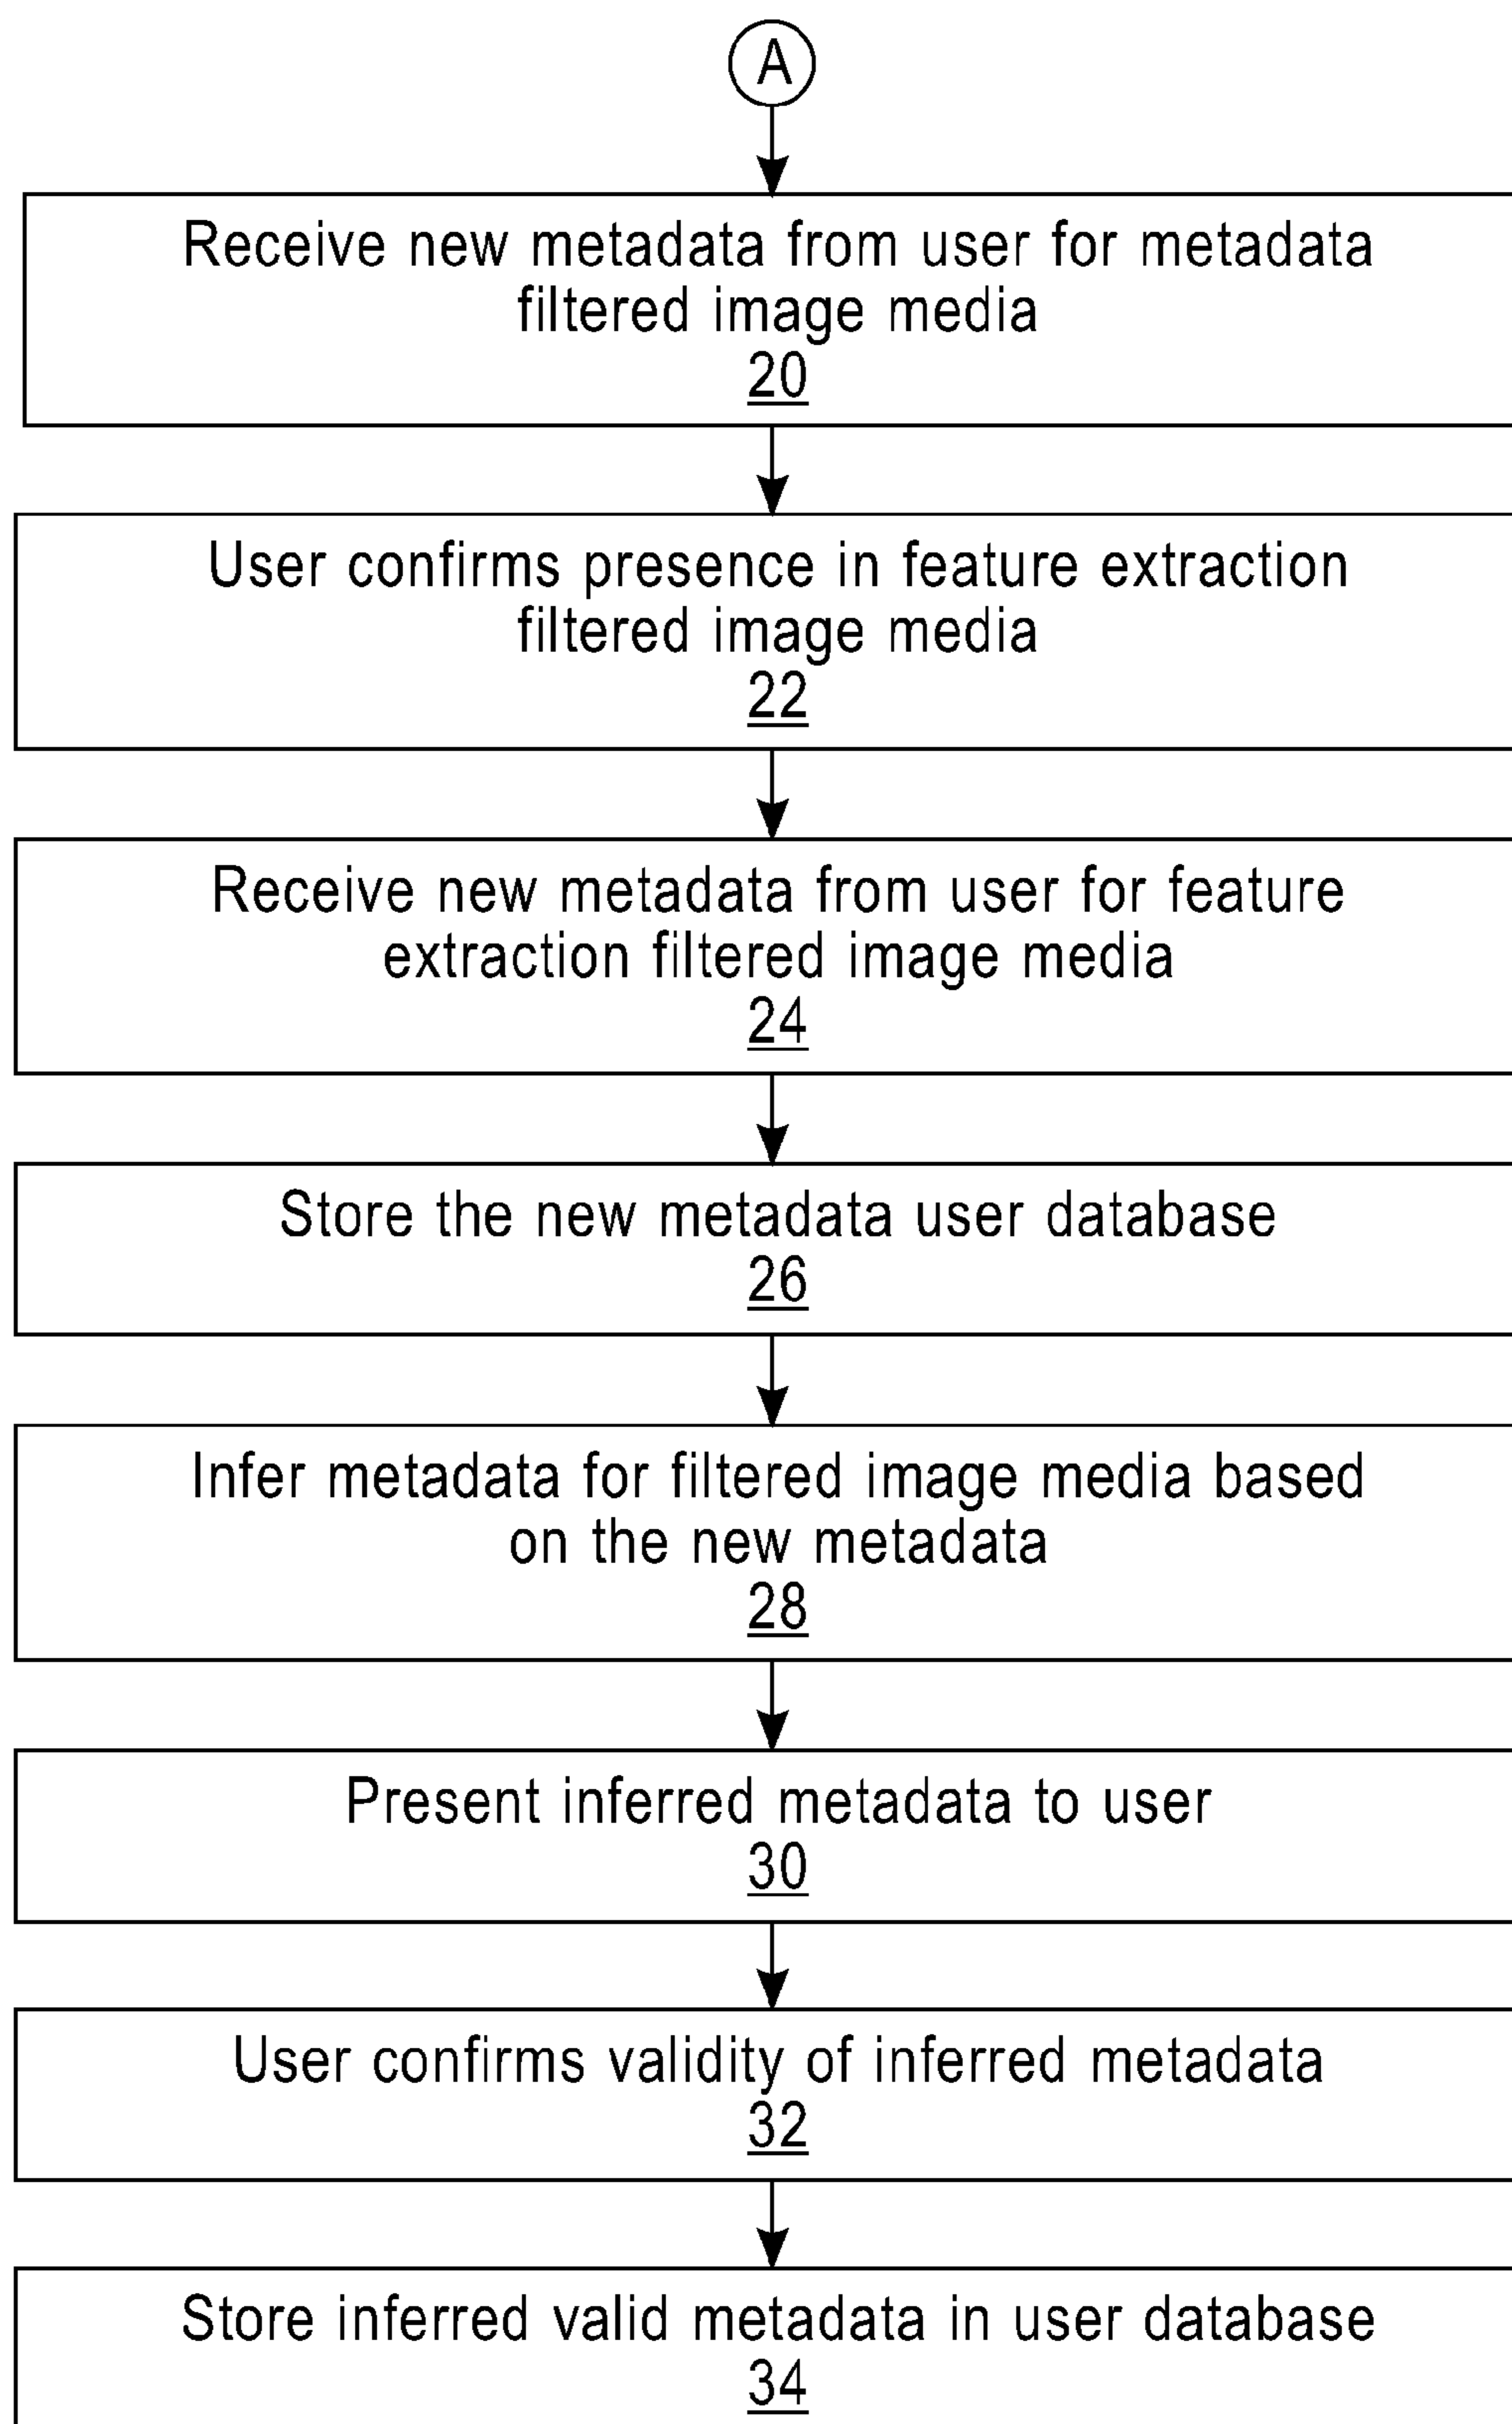 A
Receive new metadata from user for metadata
filtered image media
20
User confirms presence in feature extraction
filtered image media
22
Receive new metadata from user for feature
extraction filtered image media
24
Store the new metadata user database
26
Infer metadata for filtered image media based
on the new metadata
28
Present inferred metadata to user
30
User confirms validity of inferred metadata
32
Store inferred valid metadata in user database
34